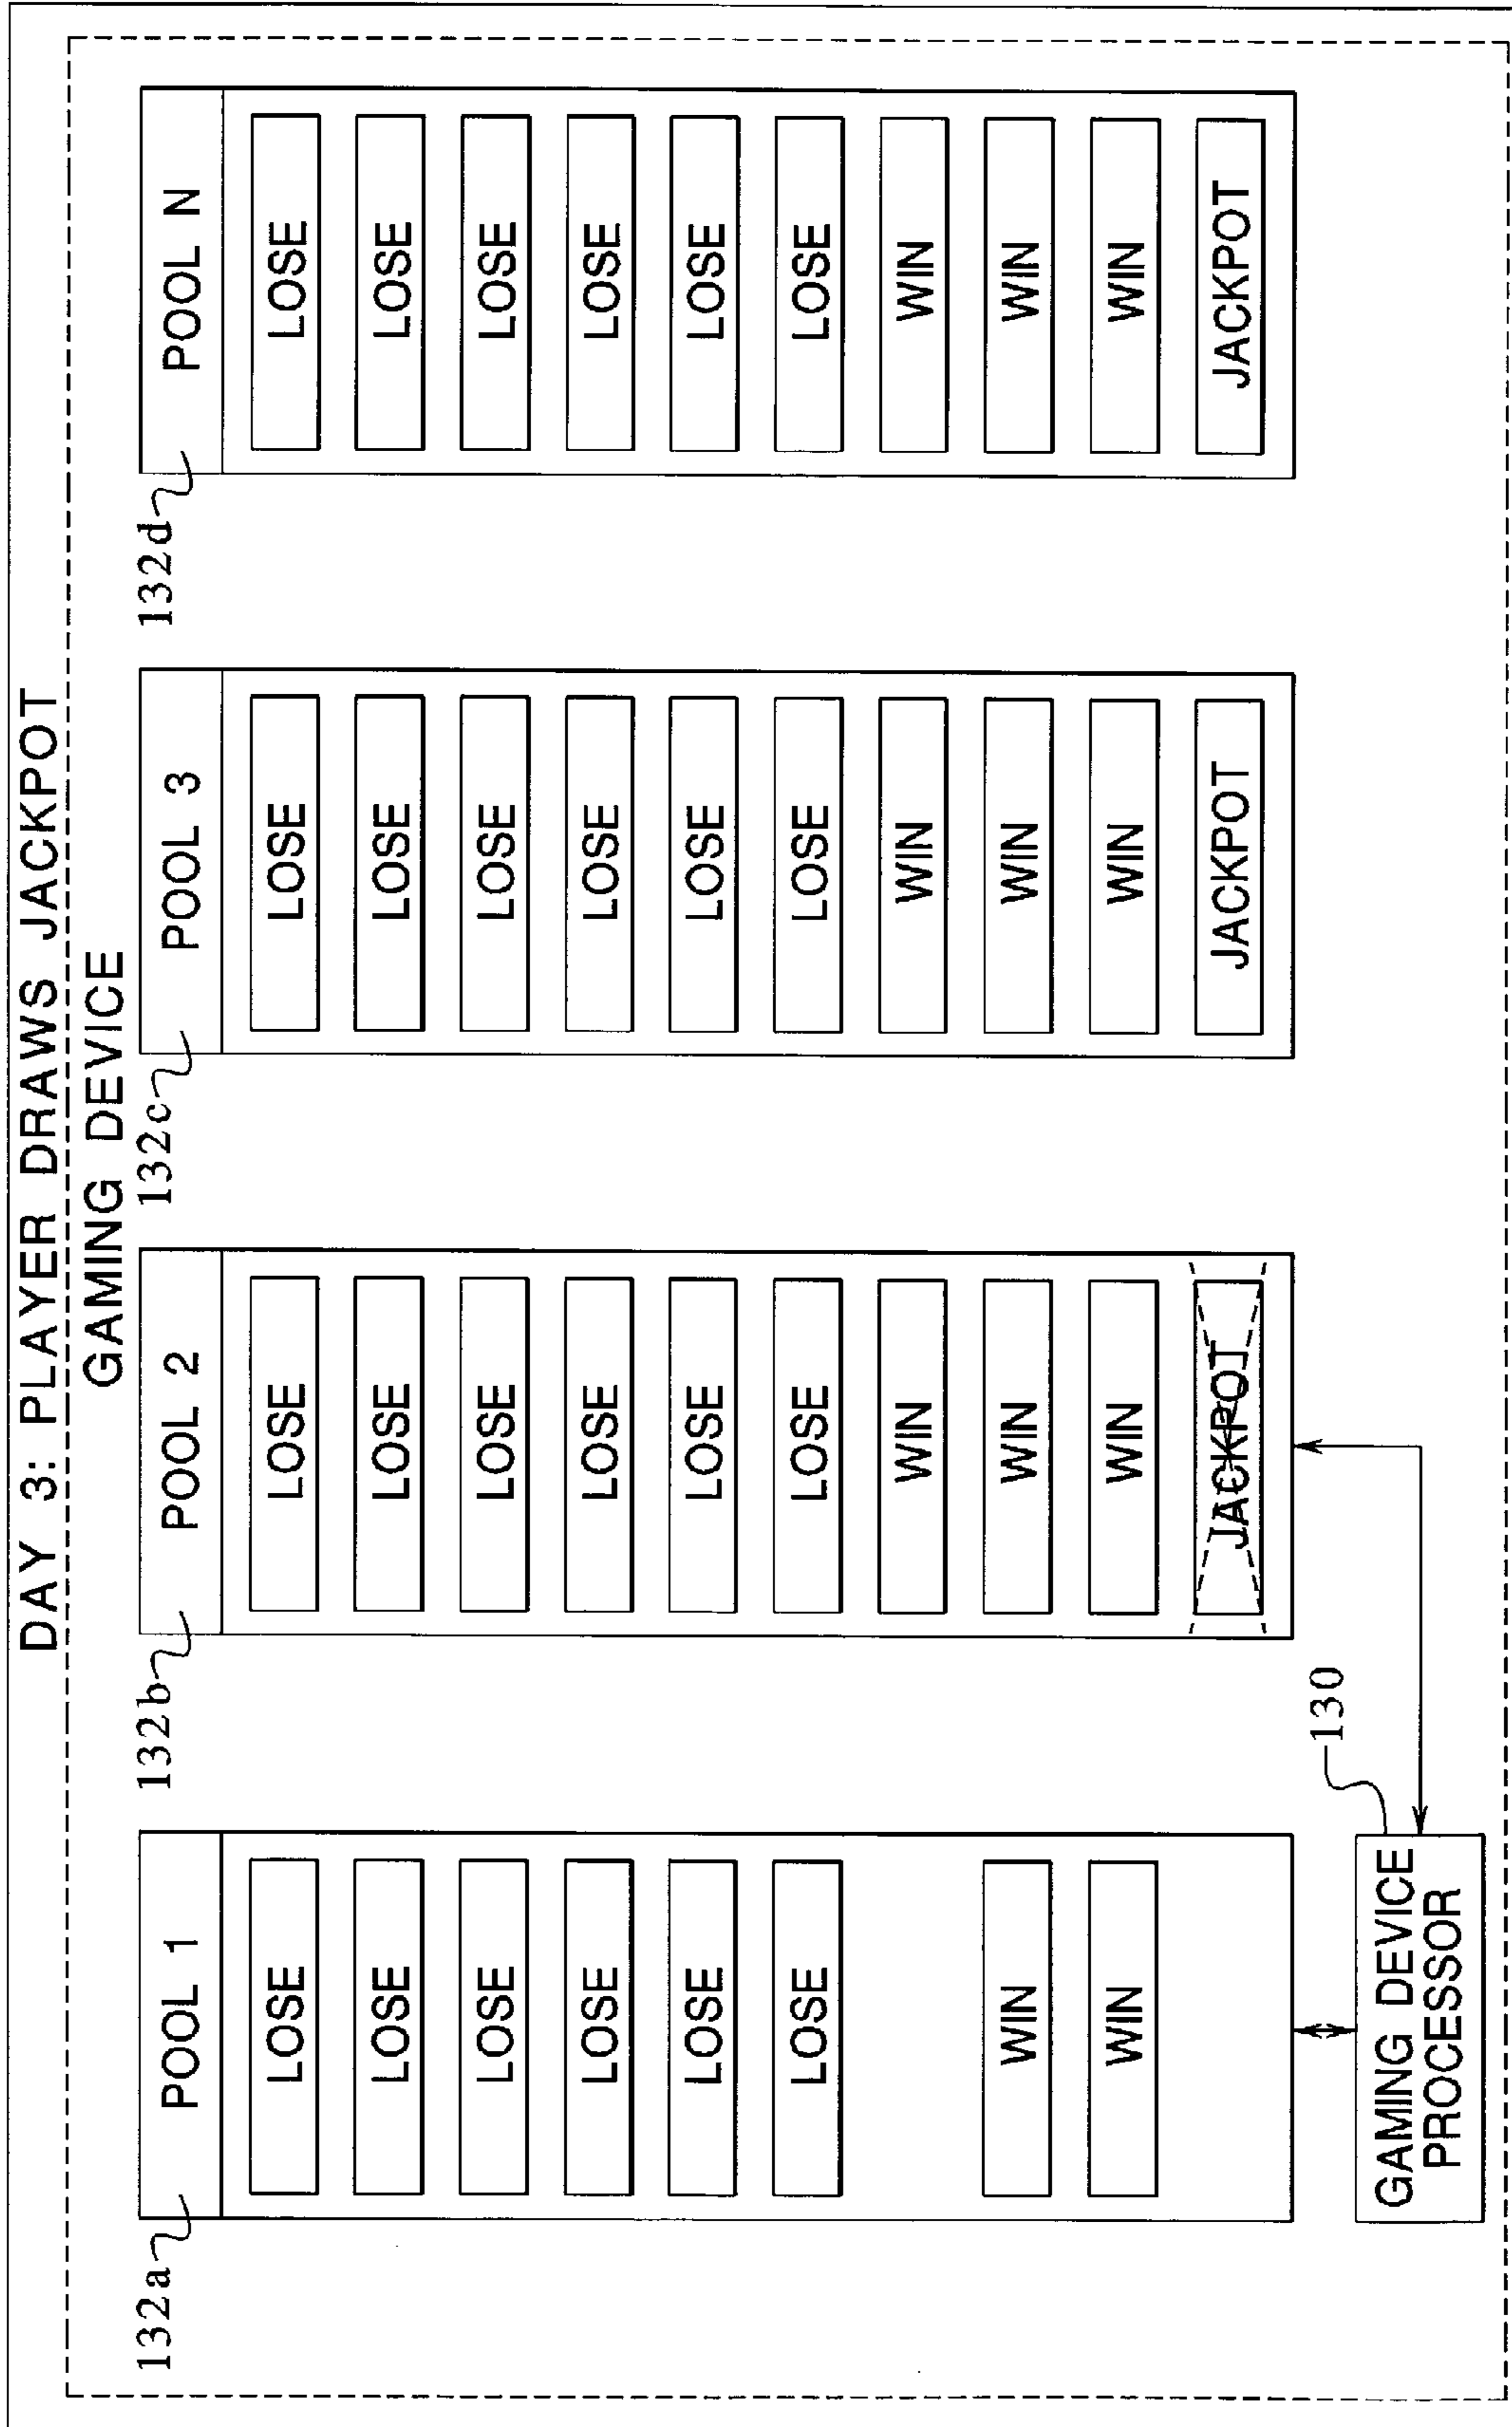 DAY 3: PLAYER DRAWS JACKPOT
GAMING DEVICE
132a
POOL 1
LOSE
LOSE
LOSE
LOSE
LOSE
LOSE
WIN
WIN
132b
POOL 2
LOSE
LOSE
LOSE
LOSE
LOSE
LOSE
WIN
WIN
WIN
JACKPOT
132c
POOL 3
LOSE
LOSE
LOSE
LOSE
LOSE
LOSE
WIN
WIN
WIN
JACKPOT
132d
POOL N
LOSE
LOSE
LOSE
LOSE
LOSE
LOSE
WIN
WIN
WIN
JACKPOT
GAMING DEVICE
PROCESSOR
130